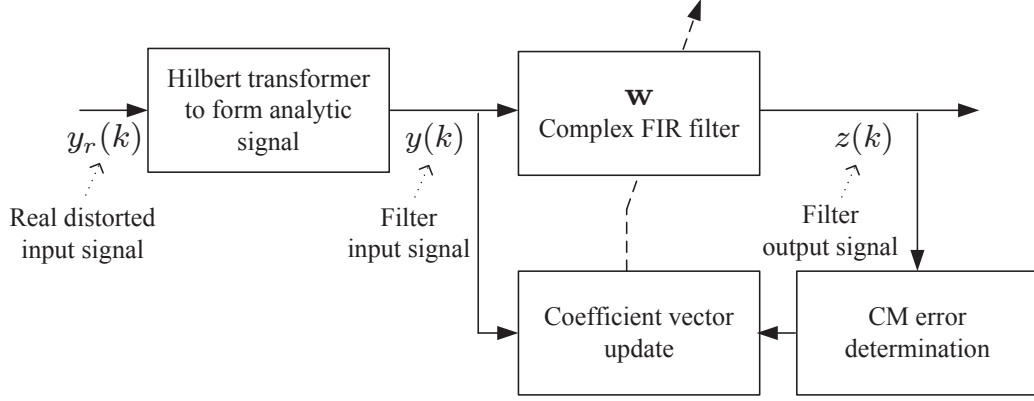 Hilbert transformer
to form analytic
signal
w
Complex FIR filter
y_r(k)
y(k)
z(k)
Real distorted
input signal
Filter
input signal
Filter
output signal
Coefficient vector
update
CM error
determination